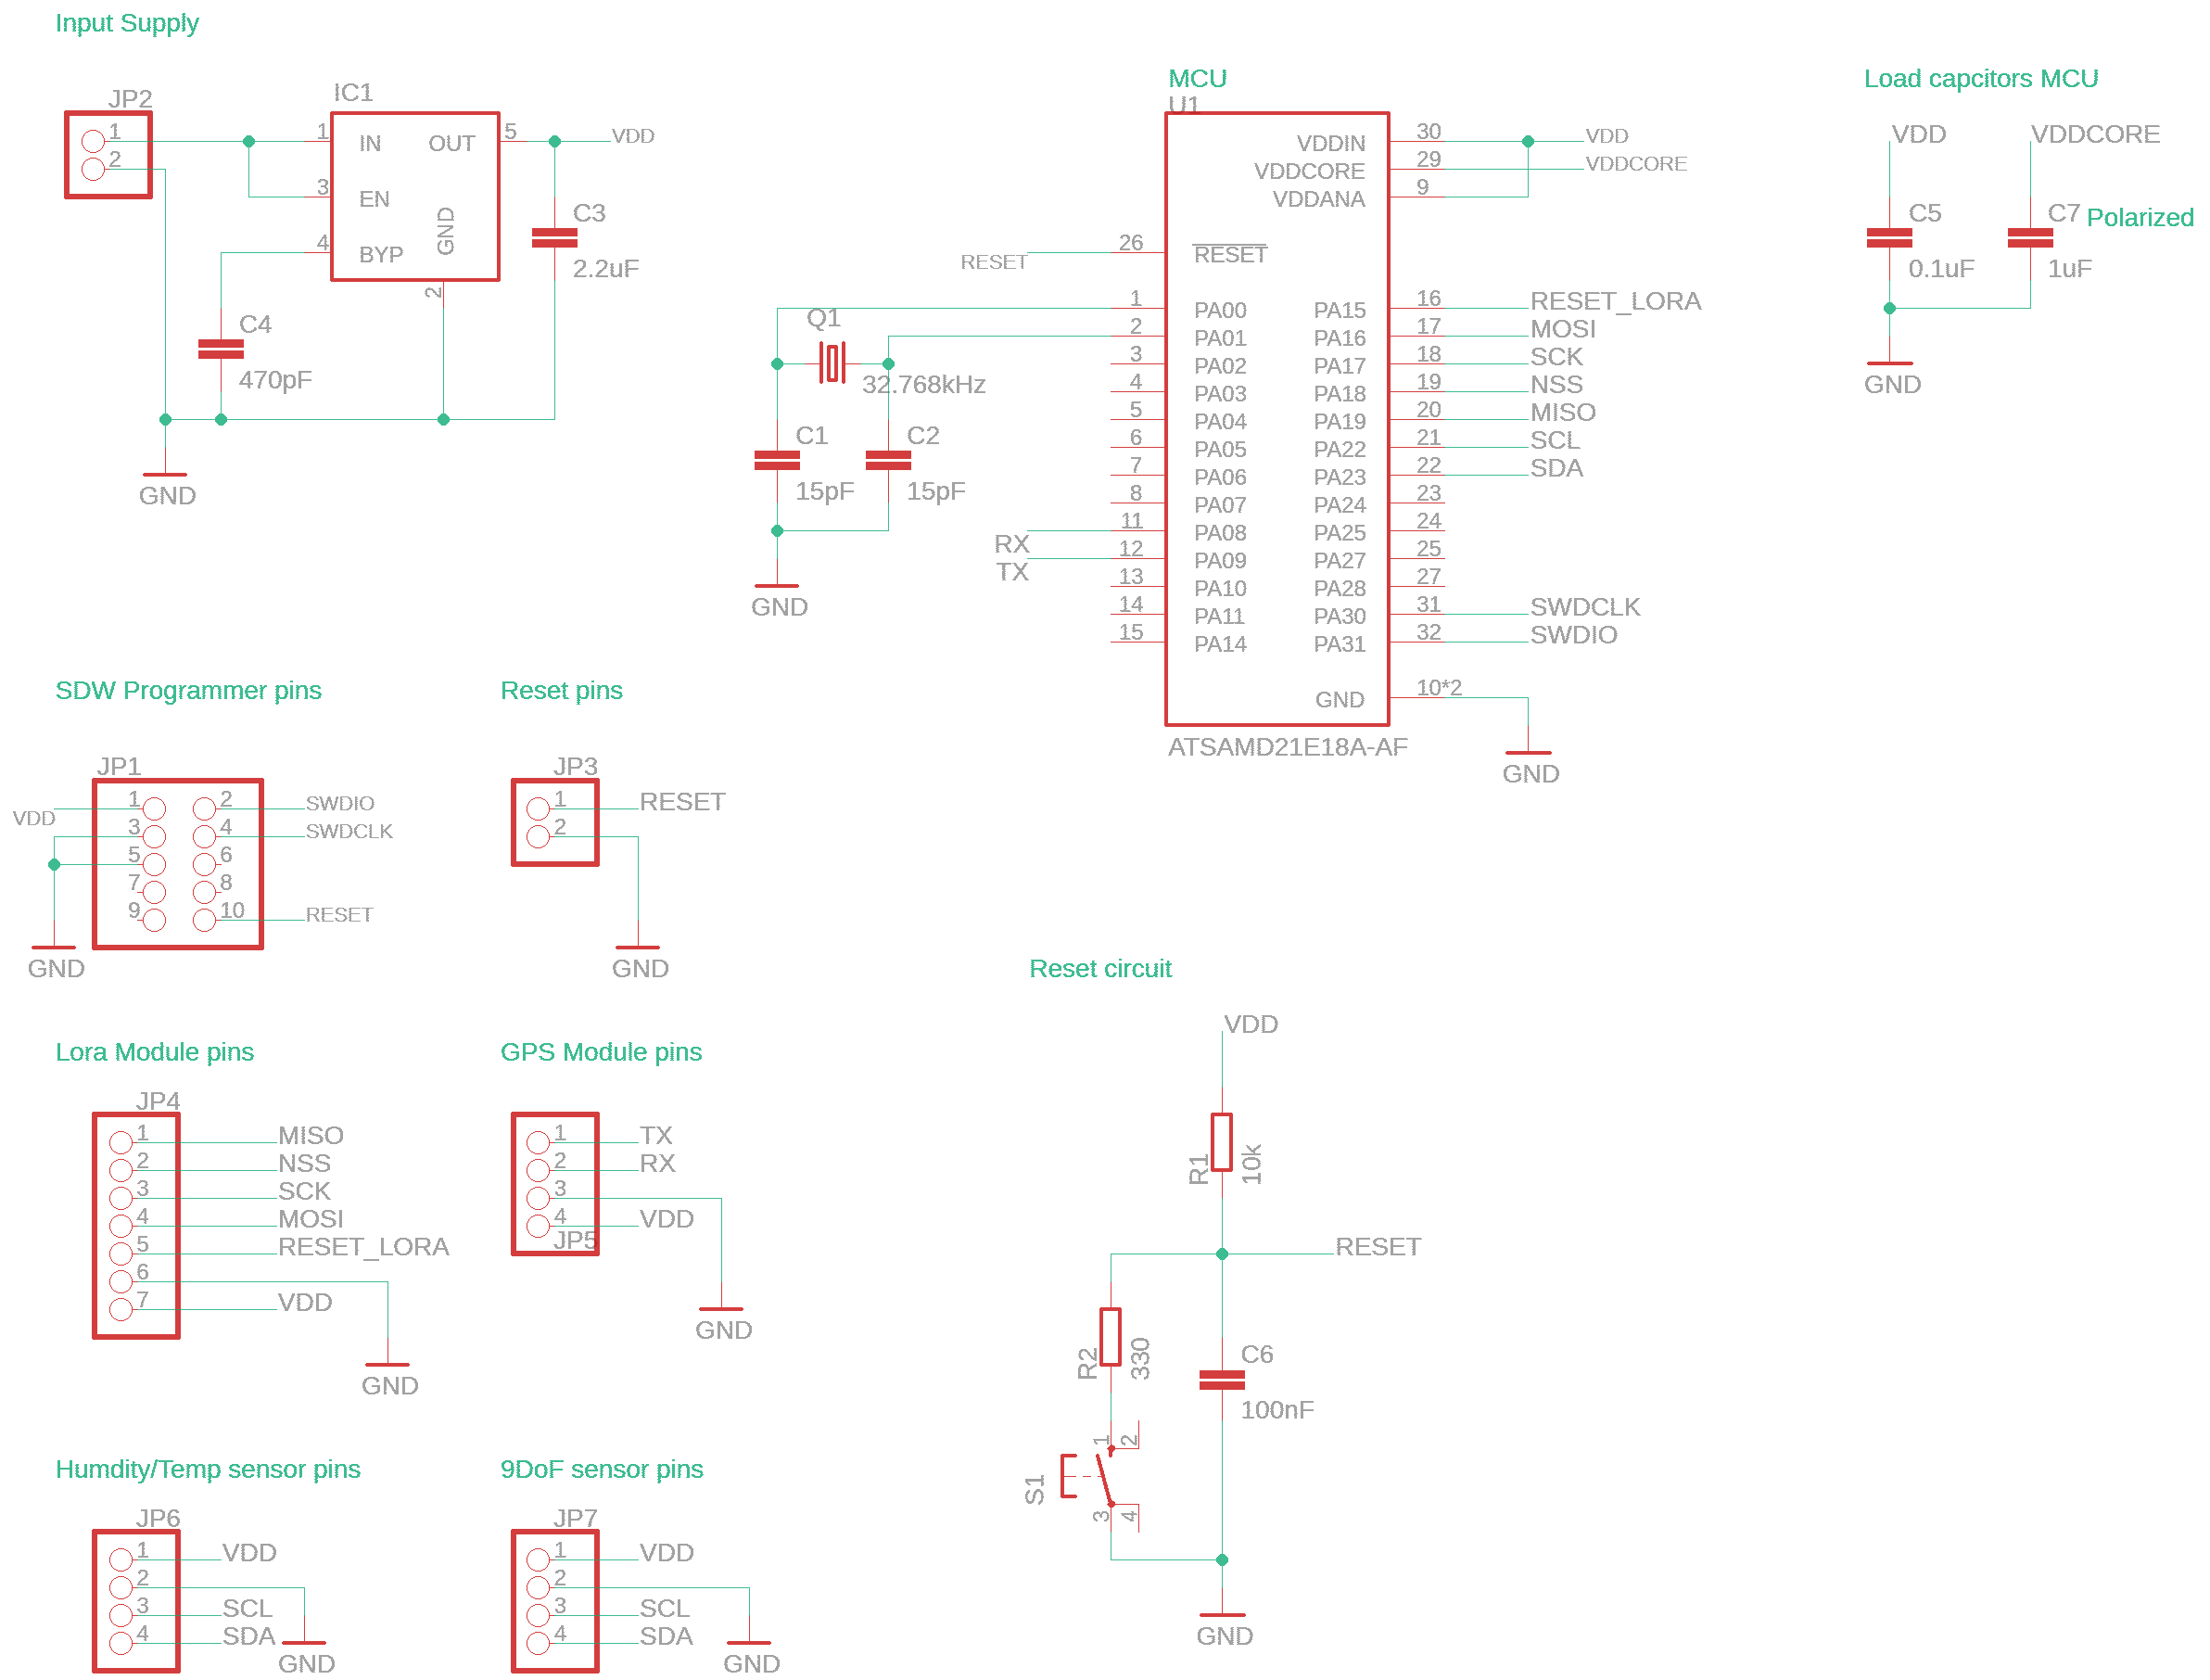 Input Supply
JP2
1
2
IC1
1
IN
3
EN
4
BYP
OUT
5
GND
2
VDD
C3
2.2uF
C4
470pF
GND
MCU
U1
VDDIN
30
VDD
VDDCORE
29
VDDCORE
VDDANA
9
RESET
26
RESET
1
PA00
PA15
16
RESET_LORA
2
PA01
PA16
17
MOSI
3
PA02
PA17
18
SCK
4
PA03
PA18
19
NSS
5
PA04
PA19
20
MISO
6
PA05
PA22
21
SCL
7
PA06
PA23
22
SDA
8
PA07
PA24
23
RX
11
PA08
PA25
24
TX
12
PA09
PA27
25
13
PA10
PA28
27
14
PA11
PA30
31
SWDCLK
15
PA14
PA31
32
SWDIO
GND
10*2
GND
ATSAMD21E18A-AF
Q1
32.768kHz
C1
15pF
C2
15pF
GND
Load capcitors MCU
VDD
VDDCORE
C5
0.1uF
C7
Polarized
1uF
GND
SDW Programmer pins
JP1
VDD
1
2
SWDIO
3
4
SWDCLK
5
6
7
8
9
10
RESET
GND
Reset pins
JP3
1
RESET
2
GND
Lora Module pins
JP4
1
MISO
2
NSS
3
SCK
4
MOSI
5
RESET_LORA
6
7
VDD
GND
GPS Module pins
1
TX
2
RX
3
4
VDD
JP5
GND
Reset circuit
VDD
R1
10k
RESET
R2
330
C6
100nF
S1
1
2
3
4
GND
Humdity/Temp sensor pins
JP6
1
VDD
2
3
SCL
4
SDA
GND
9DoF sensor pins
JP7
1
VDD
2
3
SCL
4
SDA
GND